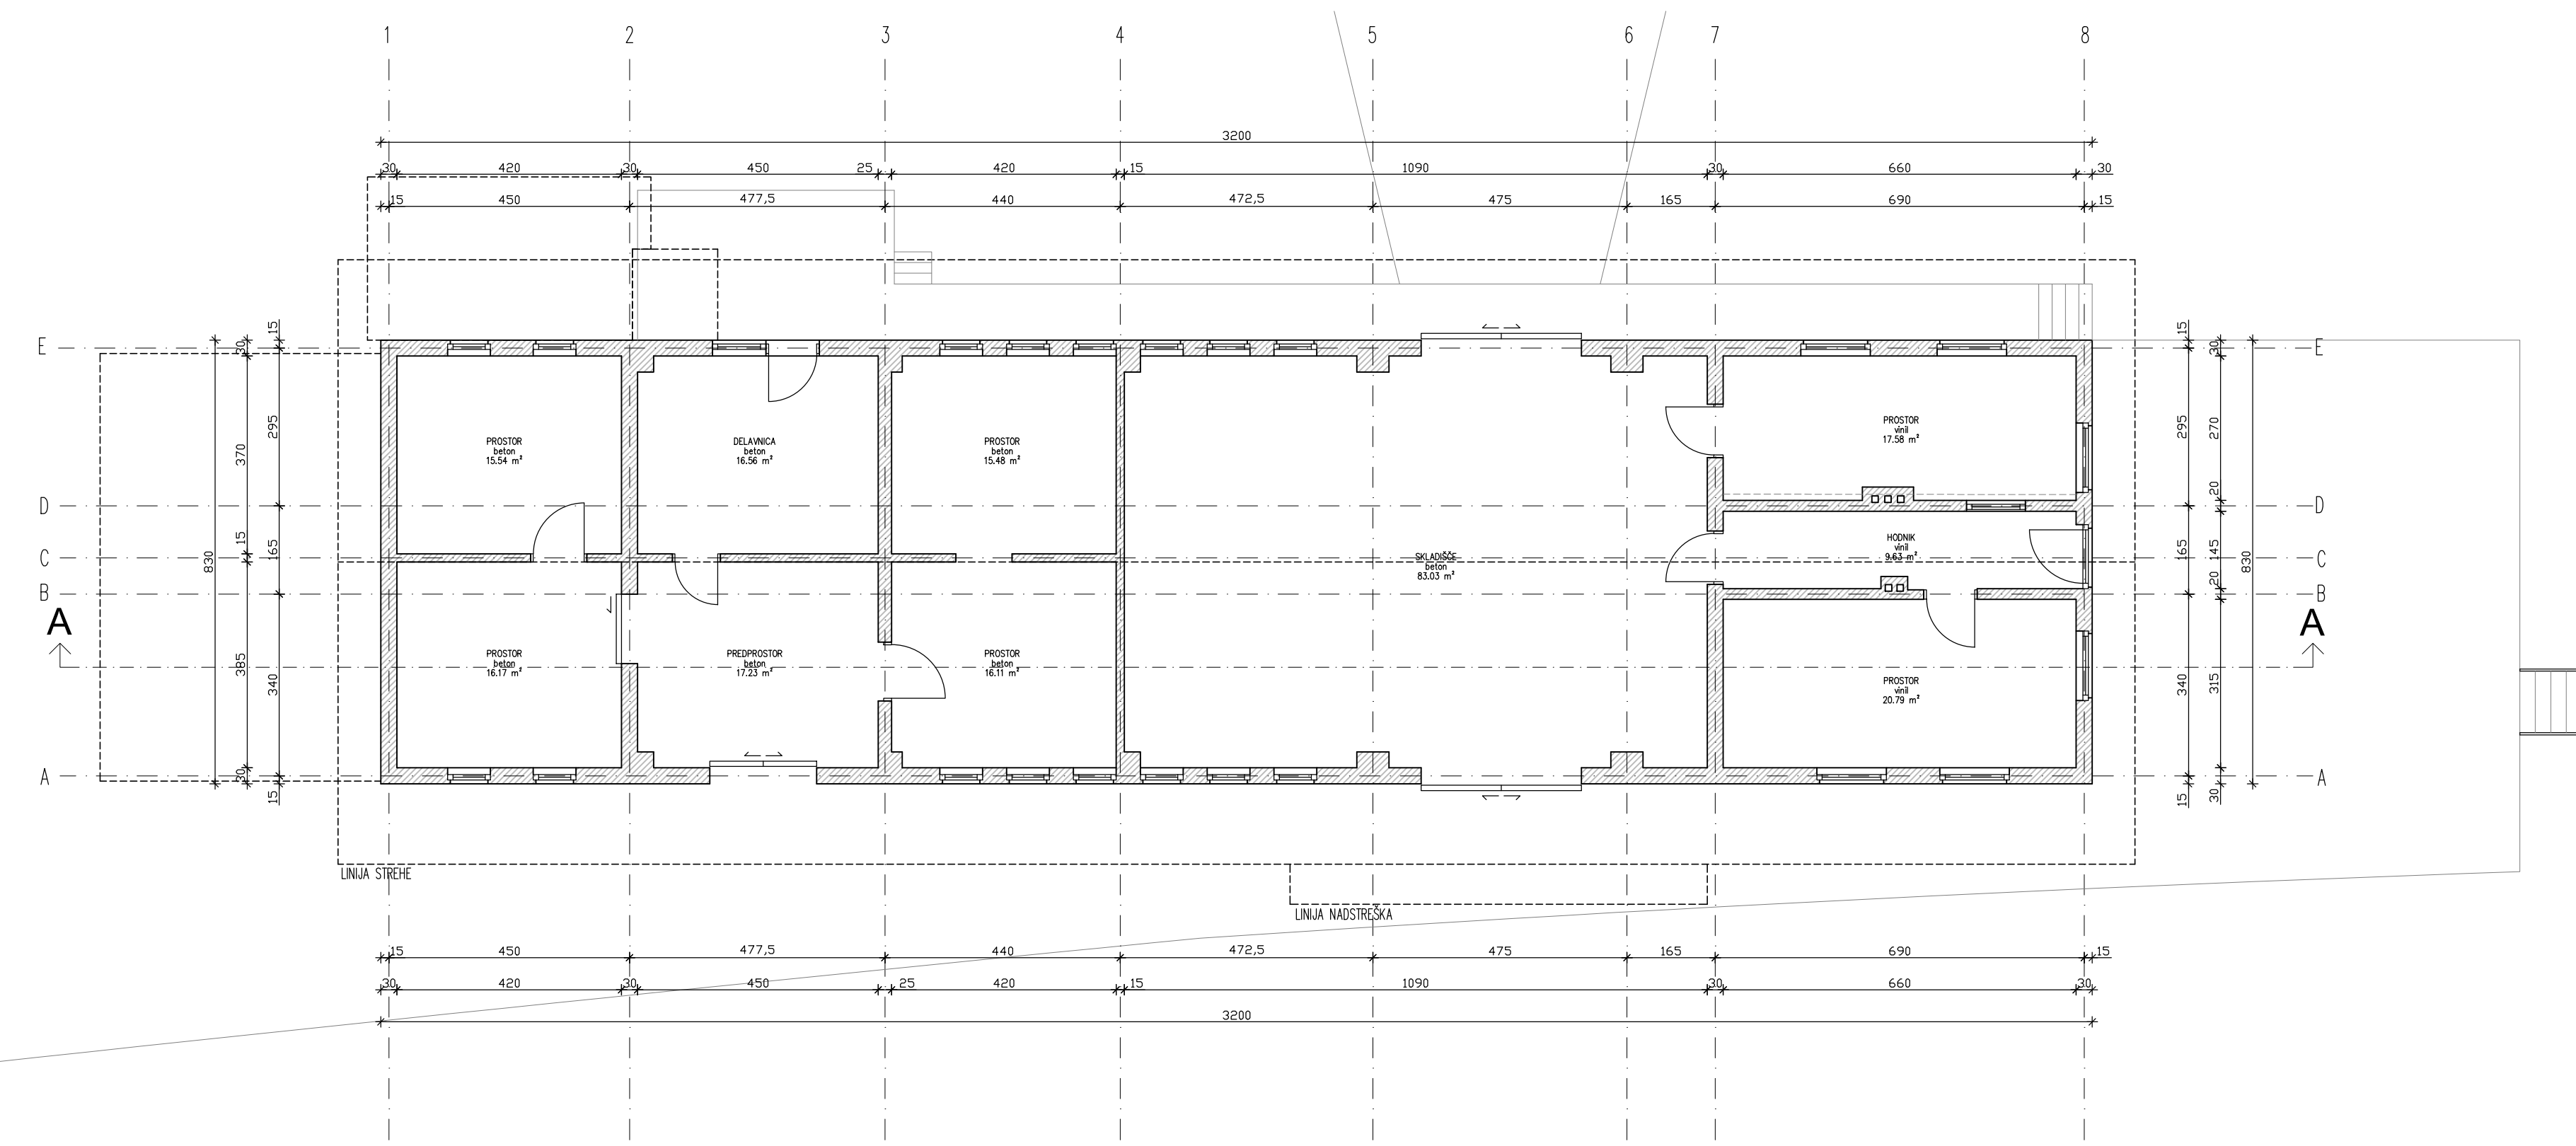 1 2 3 4 5 6 7 8
3200
30 420 30 450 25 420 15 1090 30 660 30
15 450 477,5 440 472,5 475 165 690 15
E E
D D
C C
B B
A A
A A
830
30 370 15 385 30
15 295 165 340 15
15 295 165 340 15
30 270 20 145 20 315 30
830
PROSTOR
beton
15.54 m²
DELAVNICA
beton
16.56 m²
PROSTOR
beton
15.48 m²
PROSTOR
vinil
17.58 m²
SKLADIŠČE
beton
83.03 m²
HODNIK
vinil
9.63 m²
PROSTOR
beton
16.17 m²
PREDPROSTOR
beton
17.23 m²
PROSTOR
beton
16.11 m²
PROSTOR
vinil
20.79 m²
LINIJA STREHE
LINIJA NADSTREŠKA
15 450 477,5 440 472,5 475 165 690 15
30 420 30 450 25 420 15 1090 30 660 30
3200